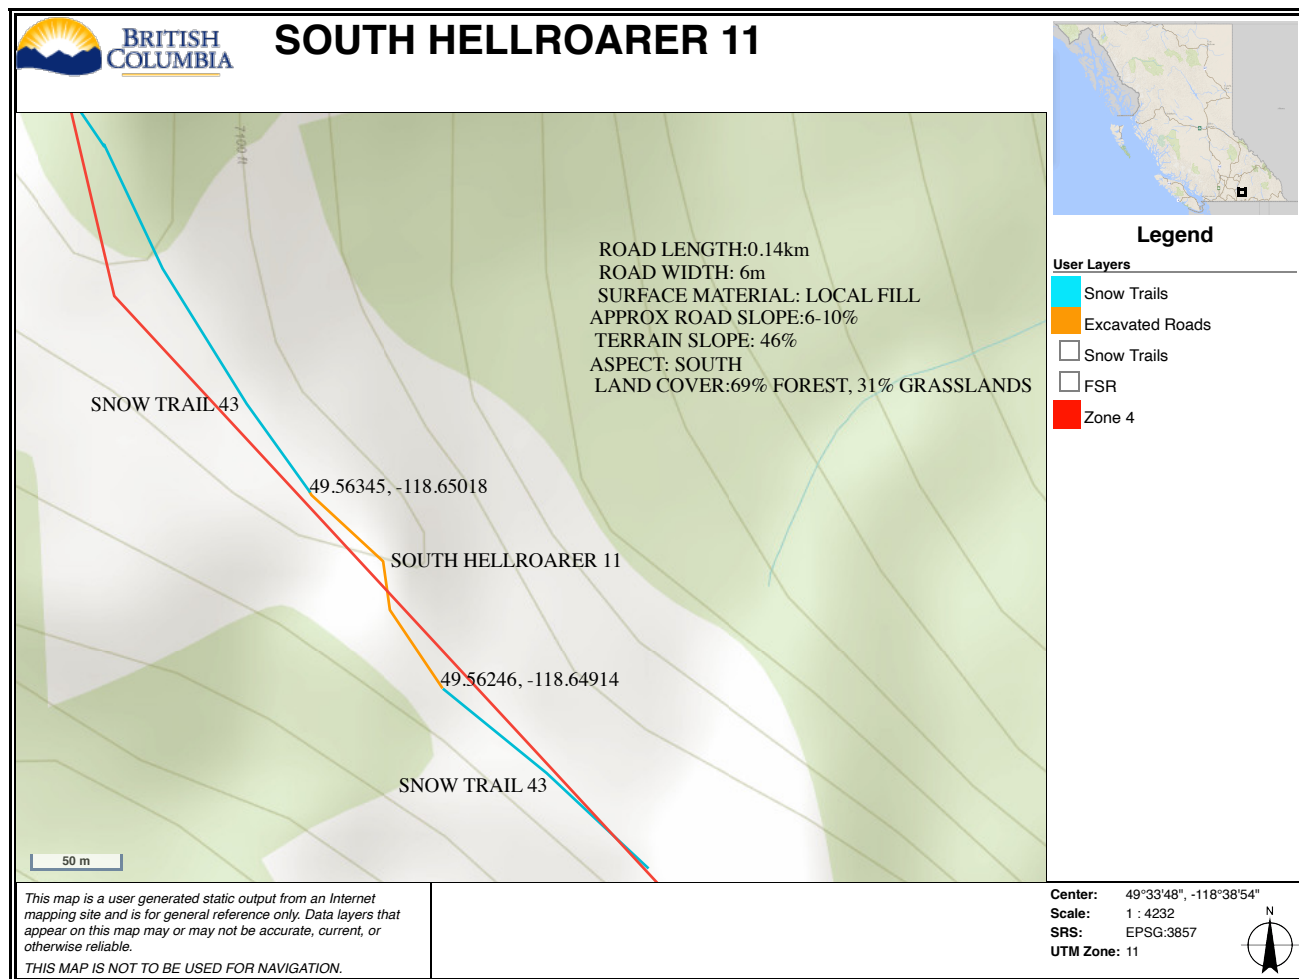 BRITISH
COLUMBIA
SOUTH HELLROARER 11
7400 ft
ROAD LENGTH:0.14km
ROAD WIDTH: 6m
SURFACE MATERIAL: LOCAL FILL
APPROX ROAD SLOPE:6-10%
TERRAIN SLOPE: 46%
ASPECT: SOUTH
LAND COVER:69% FOREST, 31% GRASSLANDS
SNOW TRAIL 43
49.56345, -118.65018
SOUTH HELLROARER 11
49.56246, -118.64914
SNOW TRAIL 43
50 m
Legend
User Layers
Snow Trails
Excavated Roads
Snow Trails
FSR
Zone 4
This map is a user generated static output from an Internet
mapping site and is for general reference only. Data layers that
appear on this map may or may not be accurate, current, or
otherwise reliable.
THIS MAP IS NOT TO BE USED FOR NAVIGATION.
Center: 49°33'48", -118°38'54"
Scale: 1 : 4232
SRS: EPSG:3857
UTM Zone: 11
N